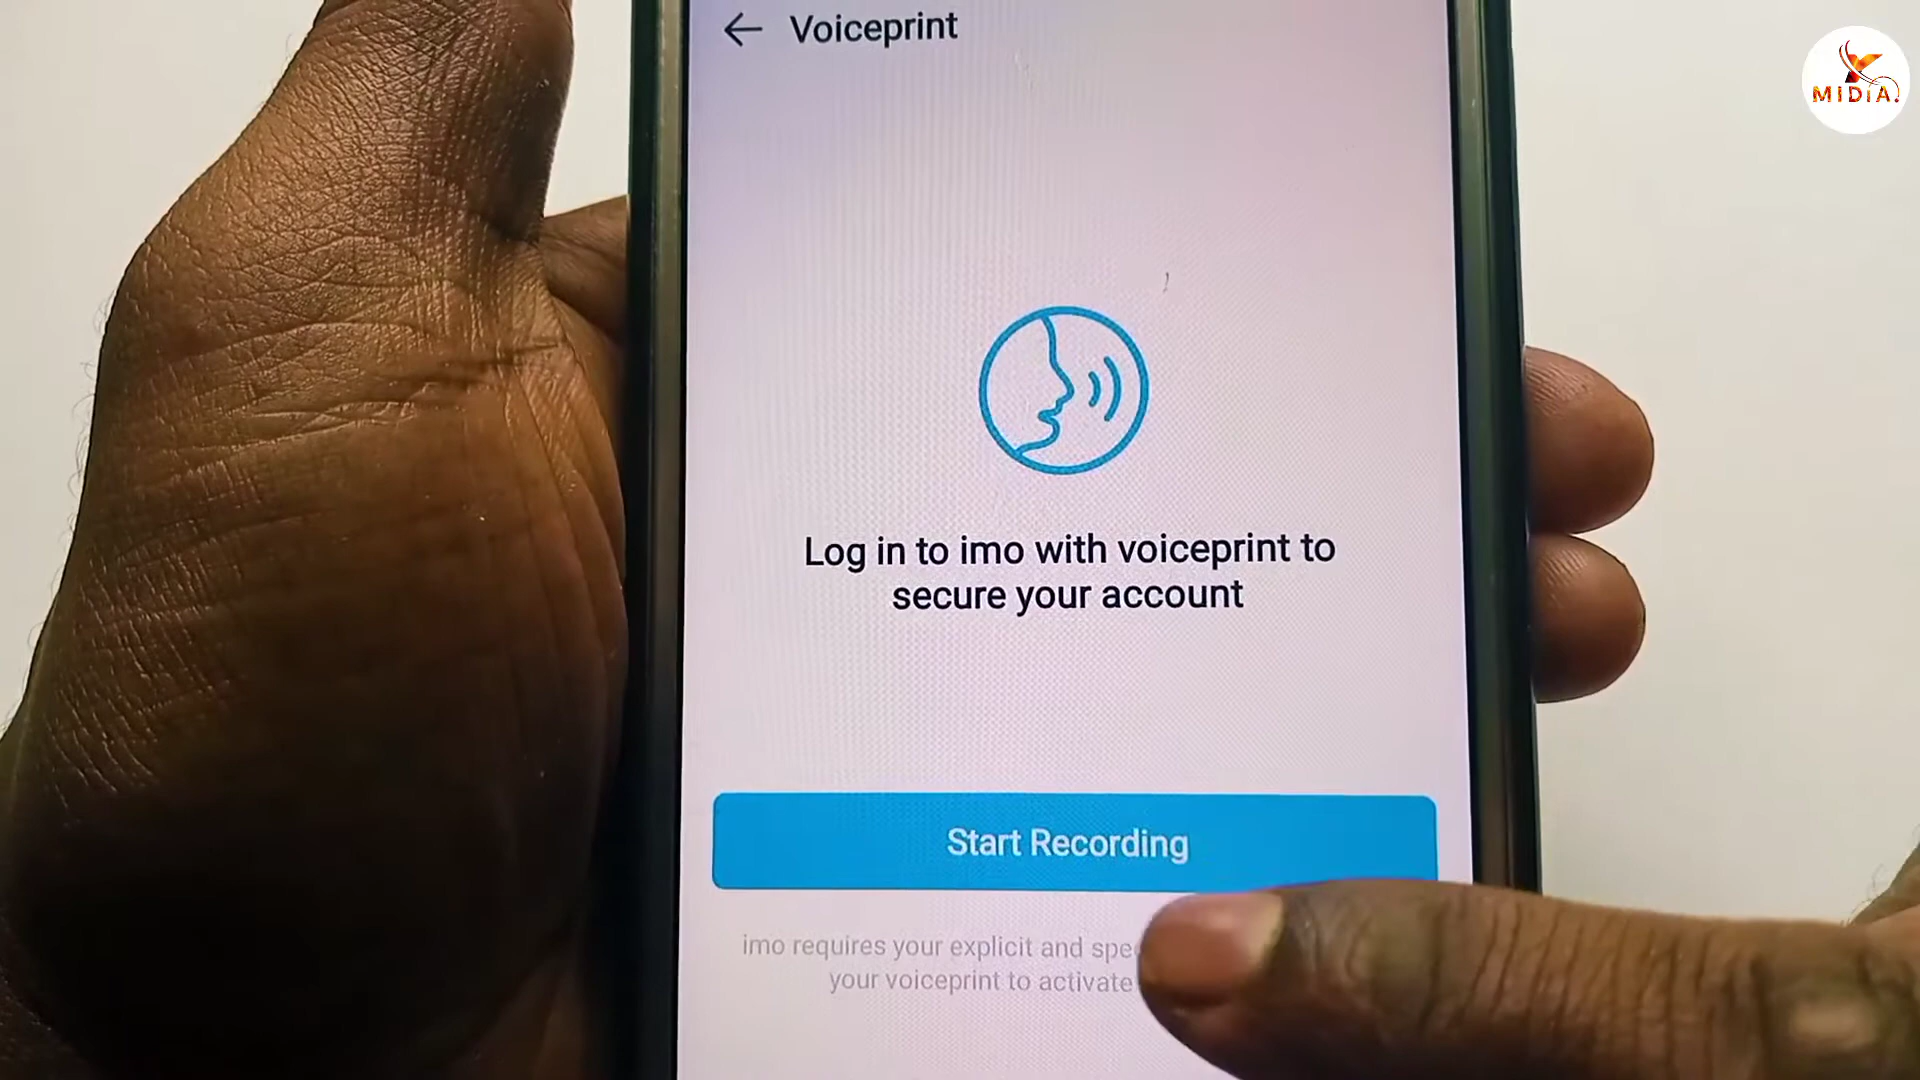 Voiceprint
MIDIA.
Log in to imo with voiceprint to
secure your account
Start Recording
imo requires your explicit and
your voiceprint to activate